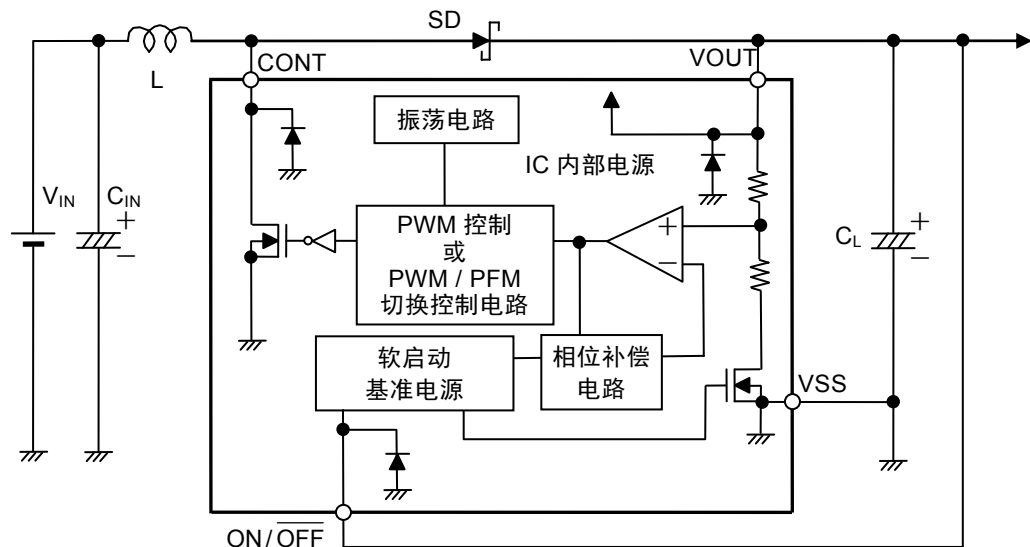 SD
CONT
VOUT
L
振荡电路
IC 内部电源
VIN
CIN
+
−
PWM 控制
或
PWM / PFM
切换控制电路
+
−
CL
+
−
软启动
基准电源
相位补偿
电路
VSS
ON / OFF